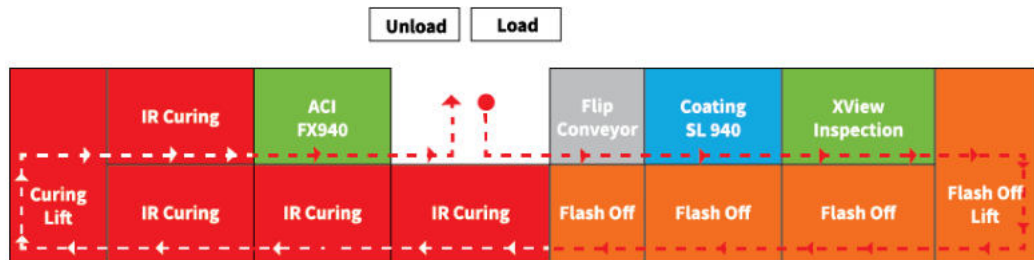 Unload
Load
IR Curing
ACI
FX940
Flip
Conveyor
Coating
SL 940
XView
Inspection
Curing
Lift
IR Curing
IR Curing
IR Curing
Flash Off
Flash Off
Flash Off
Flash Off
Lift